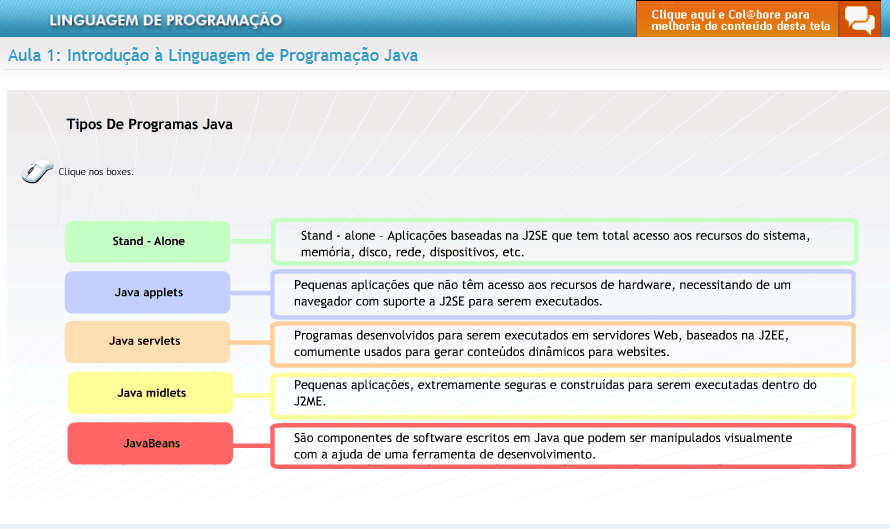 LINGUAGEM DE PROGRAMAÇÃO
Clique aqui e Col@bore para
melhoria de conteúdo desta tela
Aula 1: Introdução à Linguagem de Programação Java
Tipos De Programas Java
Clique nos boxes.
Stand - Alone
Stand - alone – Aplicações baseadas na J2SE que tem total acesso aos recursos do sistema,
memória, disco, rede, dispositivos, etc.
Java applets
Pequenas aplicações que não têm acesso aos recursos de hardware, necessitando de um
navegador com suporte a J2SE para serem executados.
Java servlets
Programas desenvolvidos para serem executados em servidores Web, baseados na J2EE,
comumente usados para gerar conteúdos dinâmicos para websites.
Java midlets
Pequenas aplicações, extremamente seguras e construídas para serem executadas dentro do
J2ME.
JavaBeans
São componentes de software escritos em Java que podem ser manipulados visualmente
com a ajuda de uma ferramenta de desenvolvimento.